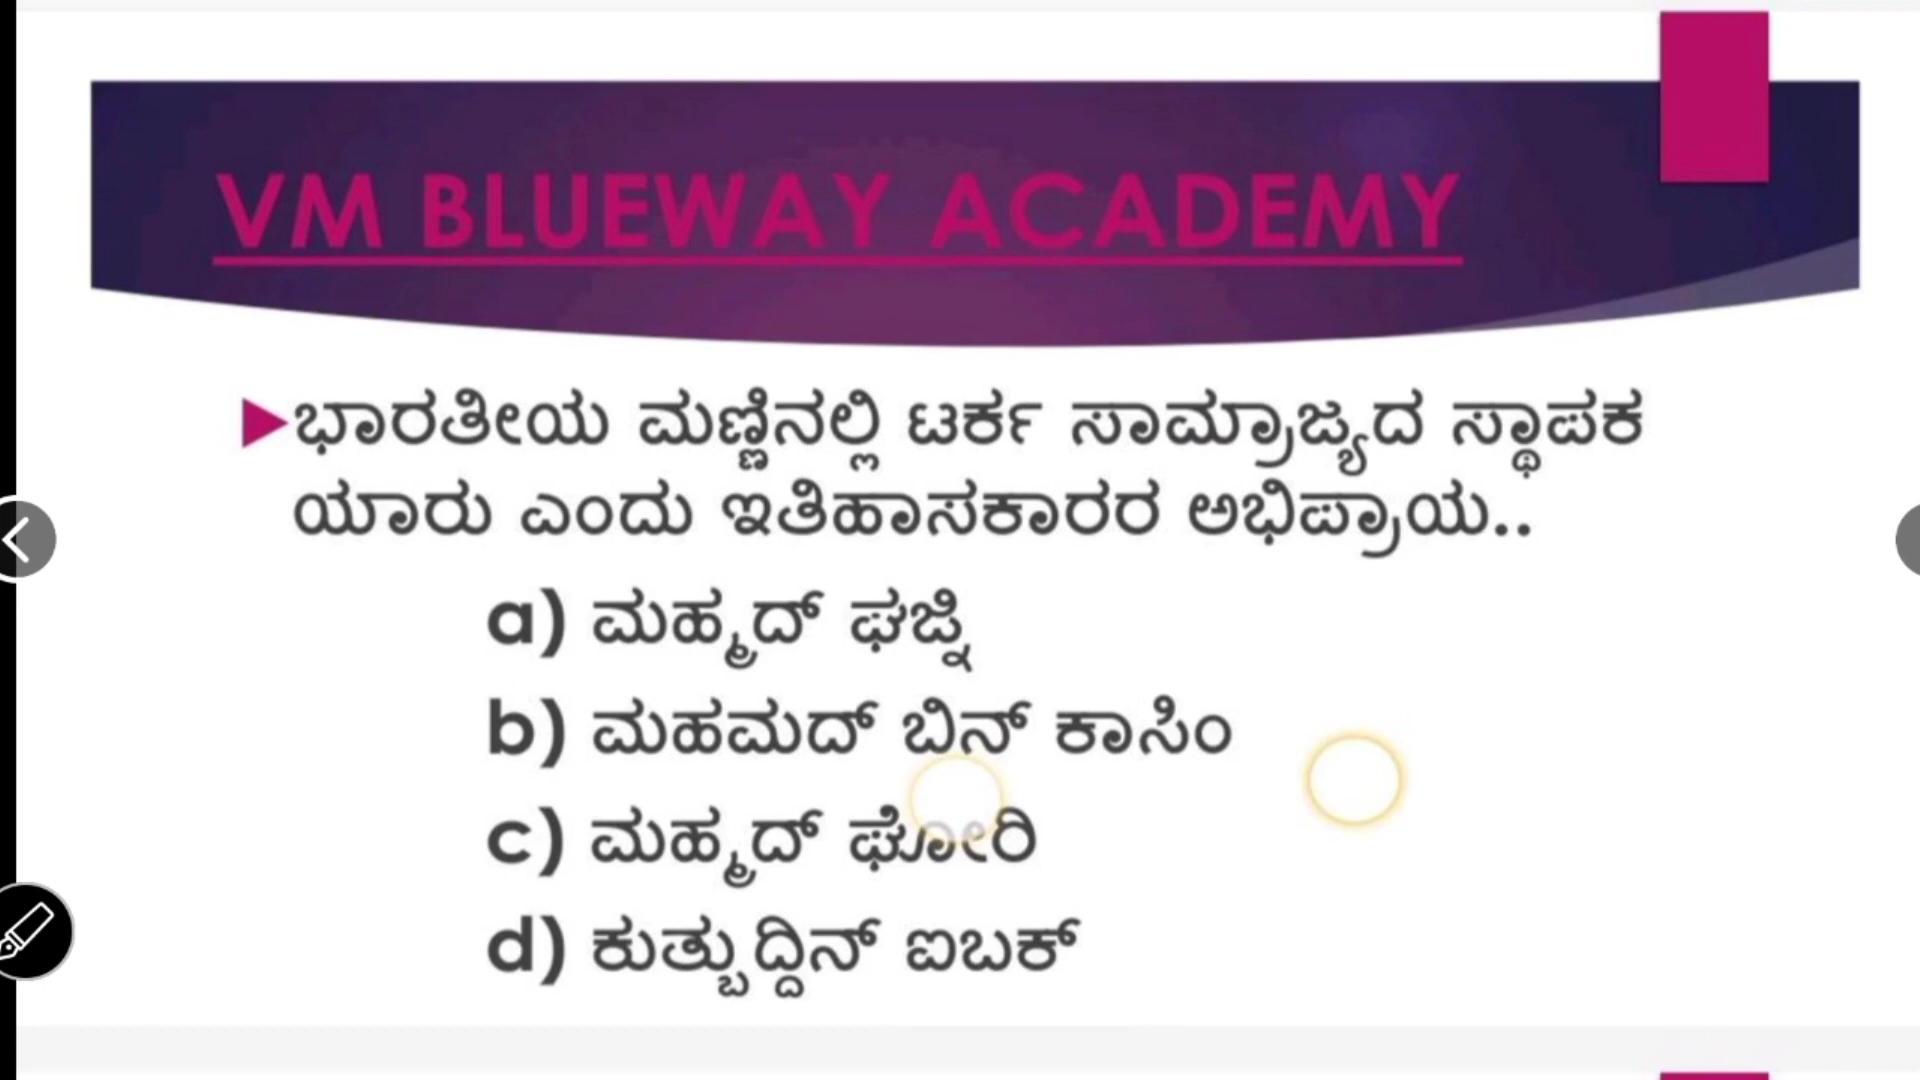 VM BLUEWAY ACADEMY
ಭಾರತೀಯ ಮಣ್ಣಿನಲ್ಲಿ ಟರ್ಕ ಸಾಮ್ರಾಜ್ಯದ ಸ್ಥಾಪಕ
ಯಾರು ಎಂದು ಇತಿಹಾಸಕಾರರ ಅಭಿಪ್ರಾಯ..
a) ಮಹ್ಮದ್ ಘಜ್ನಿ
b) ಮಹಮದ್ ಬಿನ್ ಕಾಸಿಂ
c) ಮಹ್ಮದ್ ಘೋರಿ
d) ಕುತ್ಬುದ್ದಿನ್ ಐಬಕ್